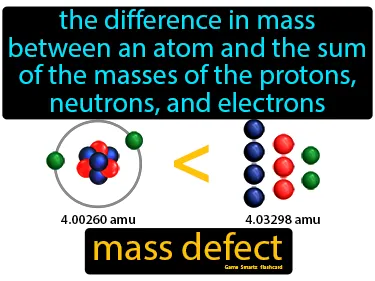 the difference in mass
between an atom and the sum
of the masses of the protons,
neutrons, and electrons
<
4.00260 amu
4.03298 amu
mass defect
Game Smartz flashcard